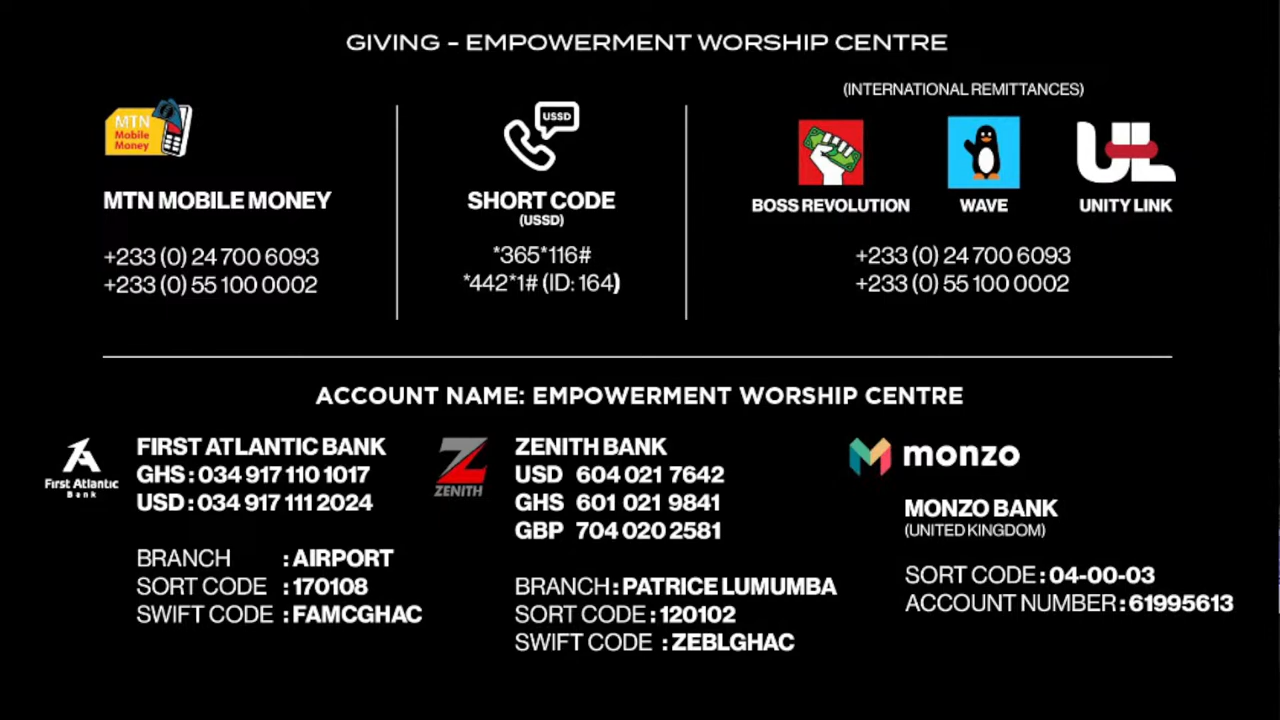 GIVING - EMPOWERMENT WORSHIP CENTRE
MTN
Mobile
Money
MTN MOBILE MONEY
+233 (0) 24 700 6093
+233 (0) 55 100 0002
USSD
SHORT CODE
(USSD)
*365*116#
*442*1# (ID: 164)
(INTERNATIONAL REMITTANCES)
UL
BOSS REVOLUTION WAVE UNITY LINK
+233 (0) 24 700 6093
+233 (0) 55 100 0002
ACCOUNT NAME: EMPOWERMENT WORSHIP CENTRE
First Atlantic
Bank
FIRST ATLANTIC BANK
GHS : 034 917 110 1017
USD : 034 917 111 2024
BRANCH : AIRPORT
SORT CODE : 170108
SWIFT CODE : FAMCGHAC
ZENITH
ZENITH BANK
USD 604 021 7642
GHS 601 021 9841
GBP 704 020 2581
BRANCH : PATRICE LUMUMBA
SORT CODE : 120102
SWIFT CODE : ZEBLGHAC
monzo
MONZO BANK
(UNITED KINGDOM)
SORT CODE : 04-00-03
ACCOUNT NUMBER : 61995613